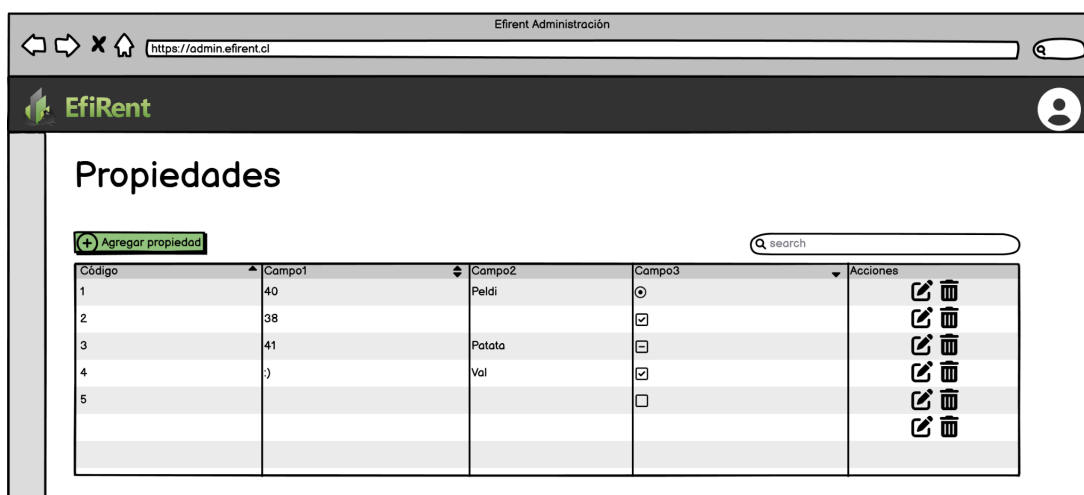 Efirent Administración
https://admin.efirent.cl
EfiRent
Propiedades
Agregar propiedad
search
Código Campo1 Campo2 Campo3 Acciones
1 40 Peldi
2 38
3 41 Patata
4 :) Val
5